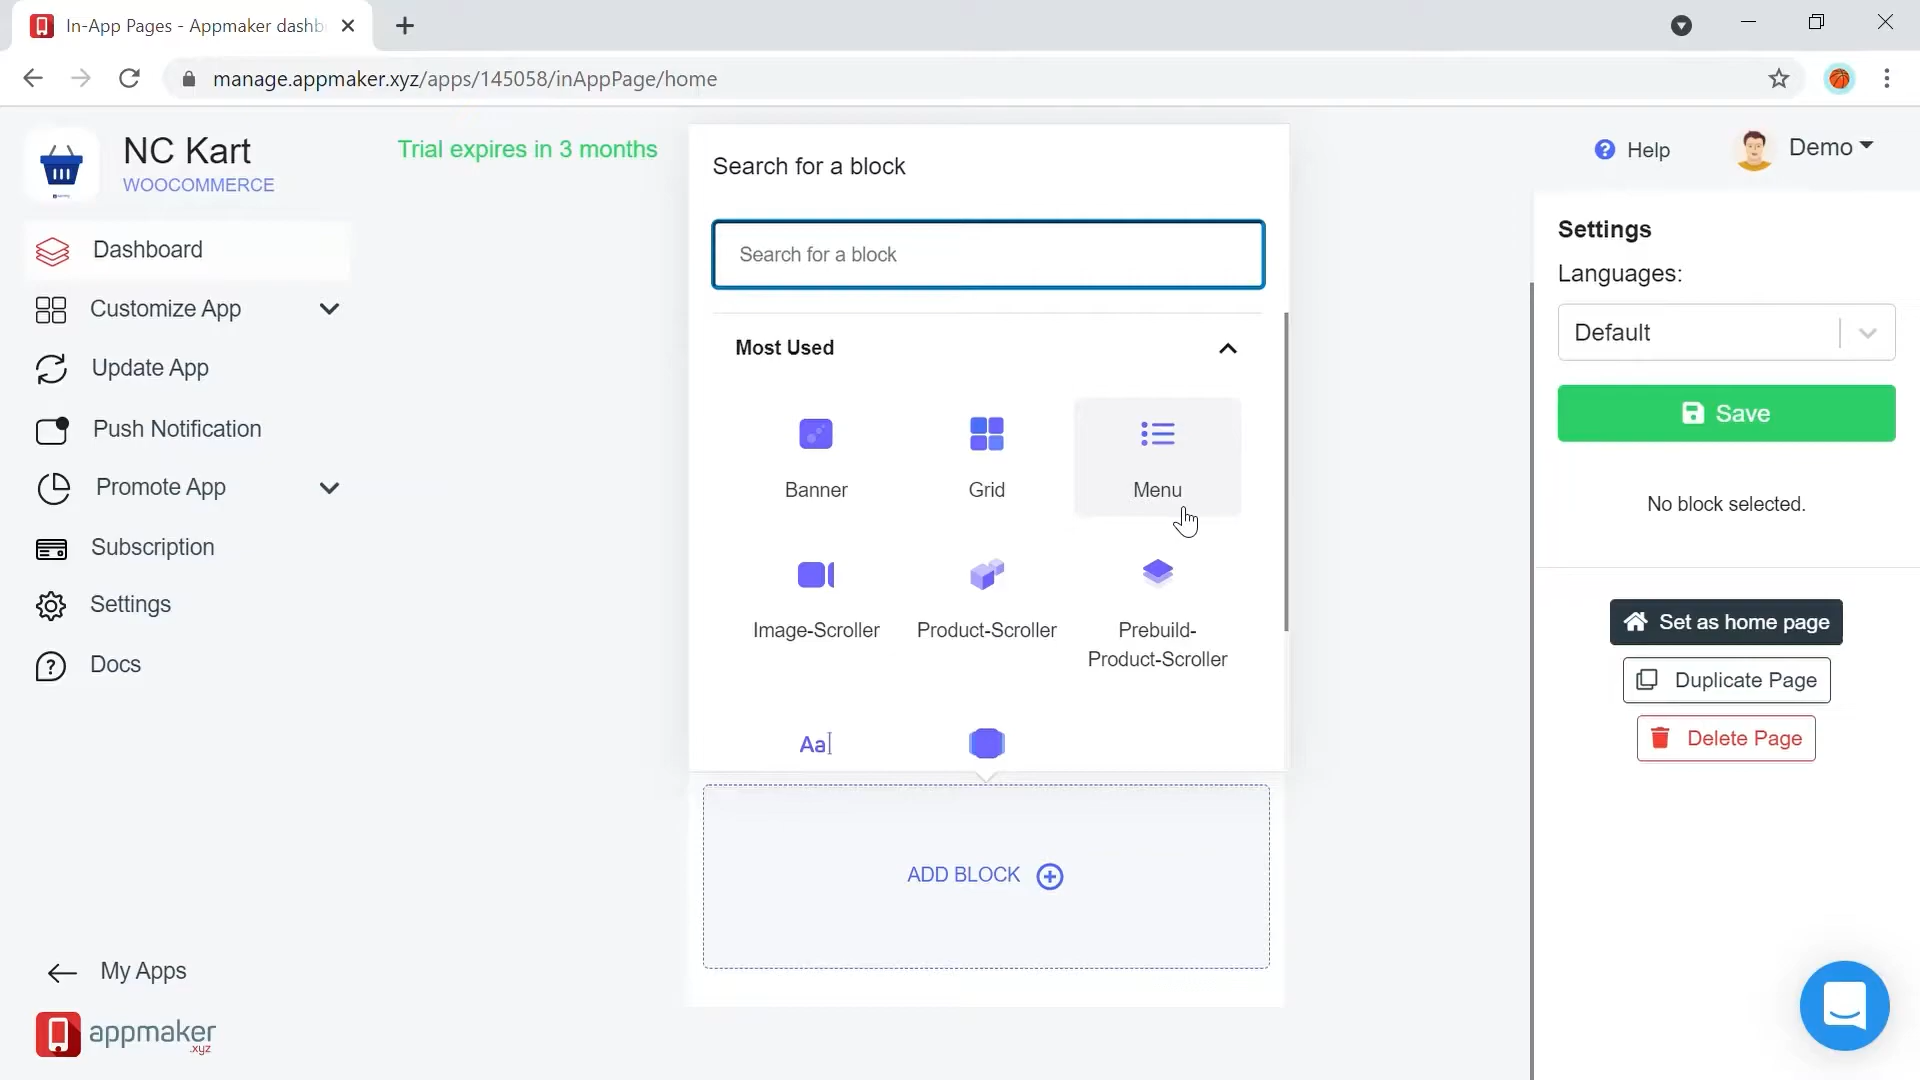 In-App Pages - Appmaker dashb
manage.appmaker.xyz/apps/145058/inAppPage/home
NC Kart
WOOCOMMERCE
Trial expires in 3 months
Dashboard
Customize App
Update App
Push Notification
Promote App
Subscription
Settings
Docs
My Apps
appmaker
.xyz
Search for a block
Search for a block
Most Used
Banner
Grid
Menu
Image-Scroller
Product-Scroller
Prebuild-
Product-Scroller
Aa
ADD BLOCK
Help
Demo
Settings
Languages:
Default
Save
No block selected.
Set as home page
Duplicate Page
Delete Page